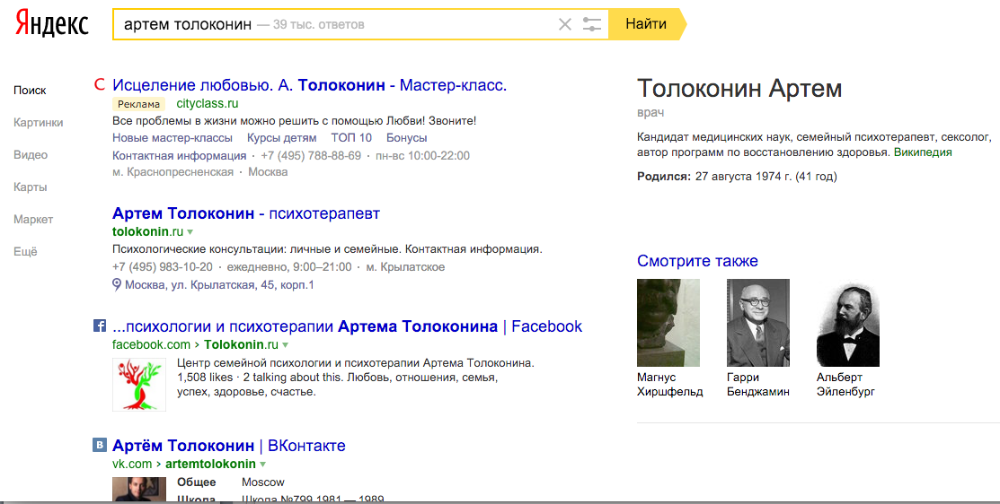 Яндекс
артем толоконин — 39 тыс. ответов
Найти
Поиск
Картинки
Видео
Карты
Маркет
Ещё
Исцеление любовью. А. Толоконин - Мастер-класс.
Реклама cityclass.ru
Все проблемы в жизни можно решить с помощью Любви! Звоните!
Новые мастер-классы Курсы детям ТОП 10 Бонусы
Контактная информация · +7 (495) 788-88-69 · пн-вс 10:00-22:00
м. Краснопресненская · Москва
Артем Толоконин - психотерапевт
tolokonin.ru
Психологические консультации: личные и семейные. Контактная информация.
+7 (495) 983-10-20 · ежедневно, 9:00–21:00 · м. Крылатское
Москва, ул. Крылатская, 45, корп.1
...психологии и психотерапии Артема Толоконина | Facebook
facebook.com › Tolokonin.ru
Центр семейной психологии и психотерапии Артема Толоконина.
1,508 likes · 2 talking about this. Любовь, отношения, семья,
успех, здоровье, счастье.
Артём Толоконин | ВКонтакте
vk.com › artemtolokonin
Общее Moscow
Школа Школа №799 1981 — 1989
Толоконин Артем
врач
Кандидат медицинских наук, семейный психотерапевт, сексолог,
автор программ по восстановлению здоровья. Википедия
Родился: 27 августа 1974 г. (41 год)
Смотрите также
Магнус
Хиршфельд
Гарри
Бенджамин
Альберт
Эйленбург